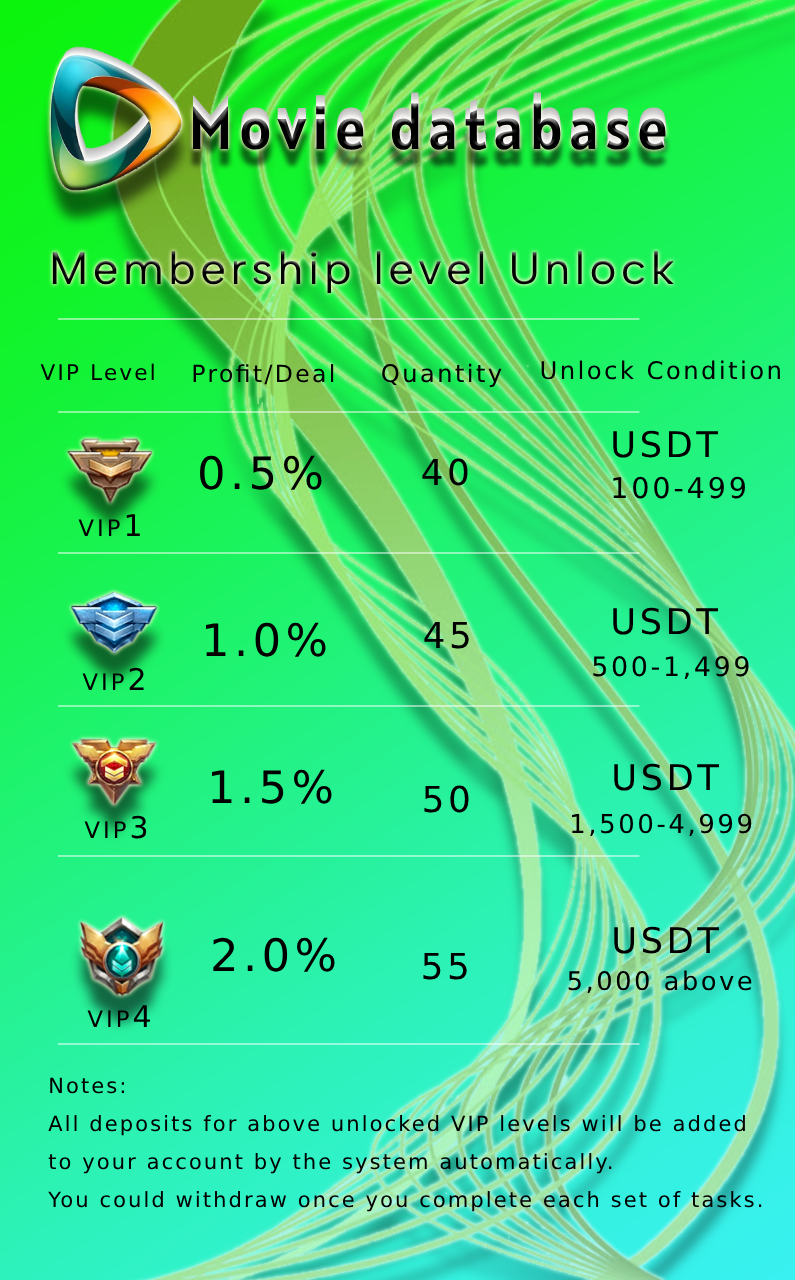 Movie database
Membership level Unlock
VIP Level Profit/Deal Quantity Unlock Condition
VIP1 0.5% 40 USDT
100-499
VIP2 1.0% 45 USDT
500-1,499
VIP3 1.5% 50 USDT
1,500-4,999
VIP4 2.0% 55 USDT
5,000 above
Notes:
All deposits for above unlocked VIP levels will be added
to your account by the system automatically.
You could withdraw once you complete each set of tasks.